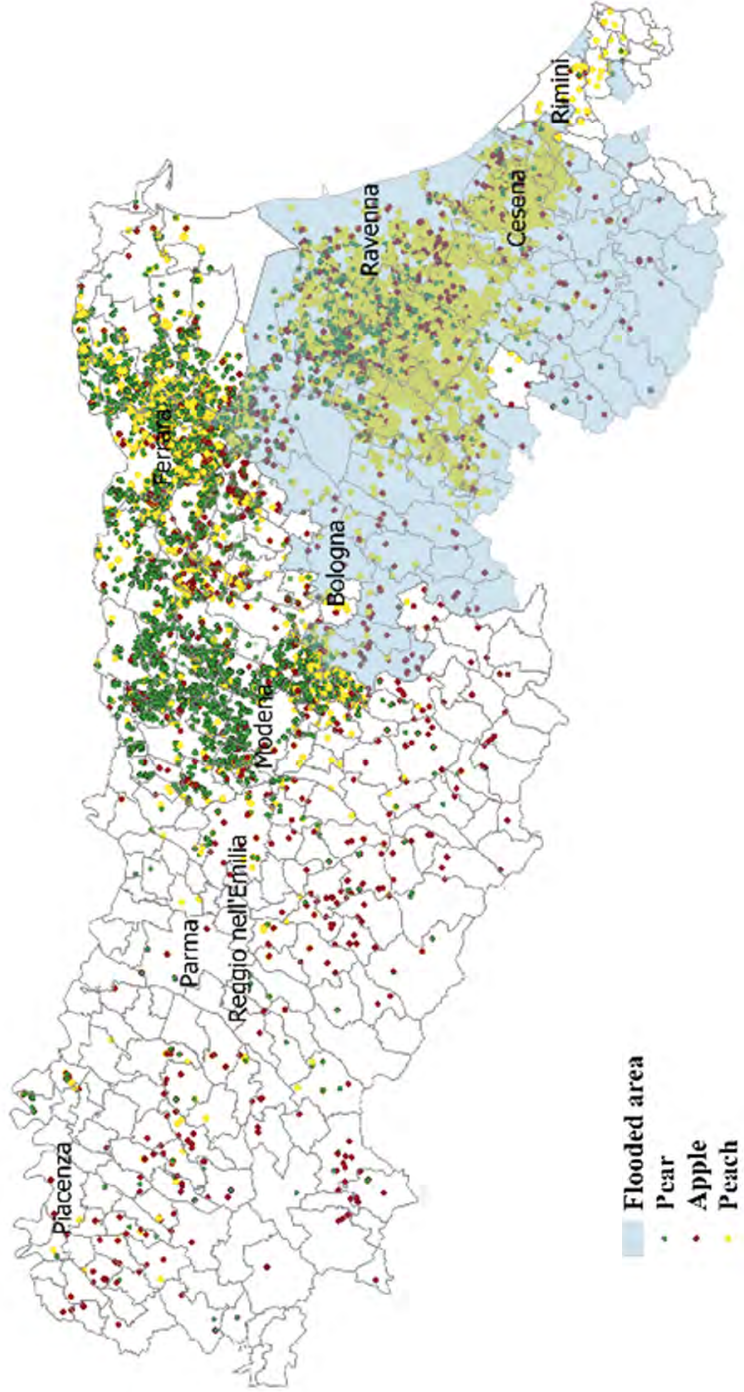 Piacenza
Parma
Reggio nell'Emilia
Modena
Ferrara
Bologna
Ravenna
Cesena
Rimini
Flooded area
Pear
Apple
Peach